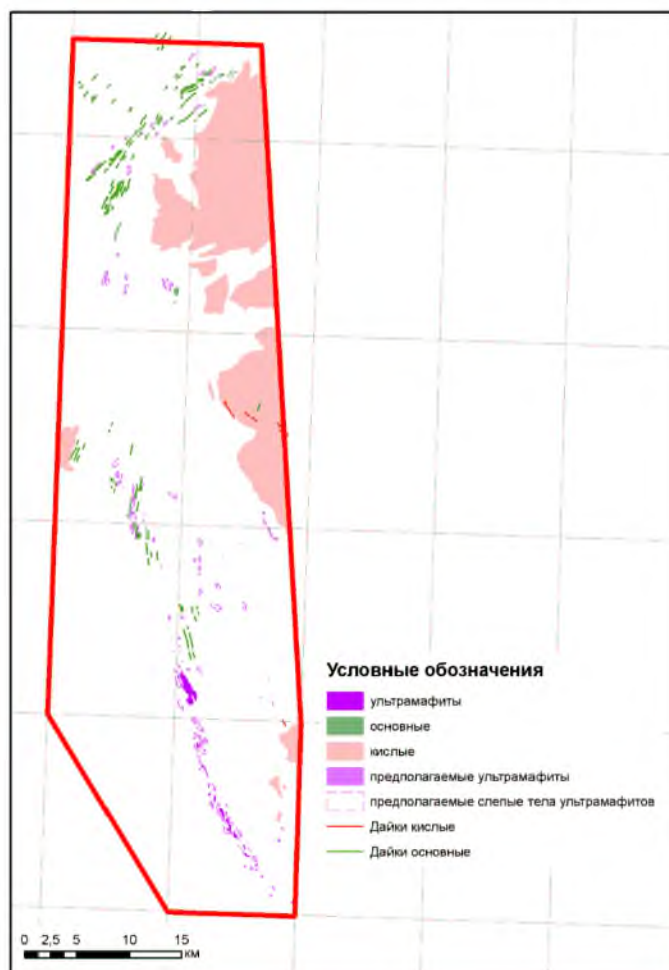 Условные обозначения
ультрамафиты
основные
кислые
предполагаемые ультрамафиты
предполагаемые слепые тела ультрамафитов
Дайки кислые
Дайки основные
0 2,5 5 10 15
км